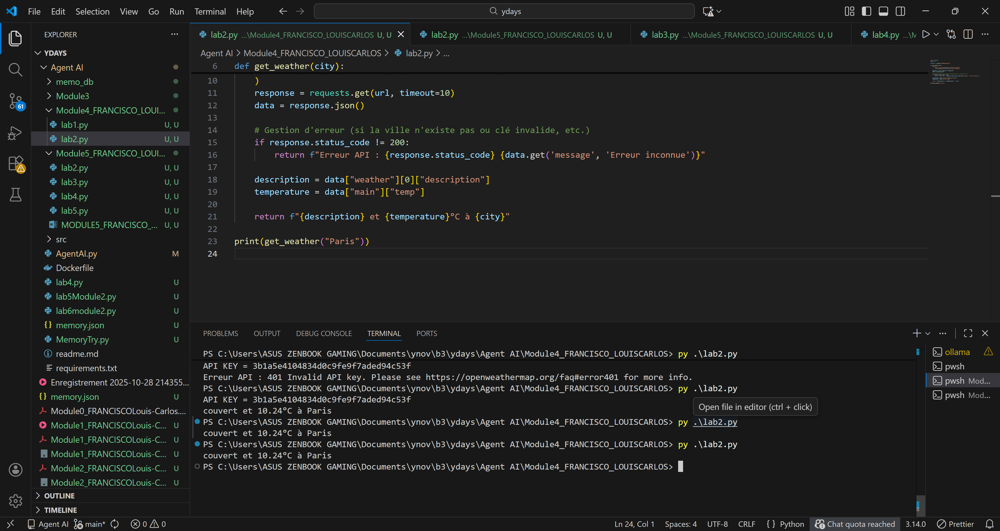 File Edit Selection View Go Run Terminal Help
ydays
EXPLORER
YDAYS
Agent AI
memo_db
Module3
Module4_FRANCISCO_LOUI...
lab1.py U, U
lab2.py U, U
Module5_FRANCISCO_LOUI...
lab2.py U, U
lab3.py U, U
lab4.py U, U
lab5.py U, U
MODULE5_FRANCISCO_... U, U
src
AgentAI.py M
Dockerfile
lab4.py U
lab5Module2.py U
lab6module2.py U
memory.json U
MemoryTry.py U
readme.md
requirements.txt
Enregistrement 2025-10-28 214355...
memory.json U
Module0_FRANCISCOLouis-Carlos....
Module1_FRANCISCOLouis-C... U
Module1_FRANCISCOLouis-C... U
Module1_FRANCISCOLouis-C... U
Module2_FRANCISCOLouis-C... U
Module2_FRANCISCOLouis-C... U
OUTLINE
TIMELINE
61
lab2.py ...\Module4_FRANCISCO_LOUISCARLOS U, U
lab2.py ...\Module5_FRANCISCO_LOUISCARLOS U, U
lab3.py ...\Module5_FRANCISCO_LOUISCARLOS U, U
lab4.py ...\M
Agent AI > Module4_FRANCISCO_LOUISCARLOS > lab2.py > ...
6 def get_weather(city):
10 )
11 response = requests.get(url, timeout=10)
12 data = response.json()
13
14 # Gestion d'erreur (si la ville n'existe pas ou clé invalide, etc.)
15 if response.status_code != 200:
16 return f"Erreur API : {response.status_code} {data.get('message', 'Erreur inconnue')}"
17
18 description = data["weather"][0]["description"]
19 temperature = data["main"]["temp"]
20
21 return f"{description} et {temperature}°C à {city}"
22
23 print(get_weather("Paris"))
24
PROBLEMS OUTPUT DEBUG CONSOLE TERMINAL PORTS
PS C:\Users\ASUS ZENBOOK GAMING\Documents\ynov\b3\ydays\Agent AI\Module4_FRANCISCO_LOUISCARLOS> py .\lab2.py
API KEY = 3b1a5e4104834d0c9fe9f7aded94c53f
Erreur API : 401 Invalid API key. Please see https://openweathermap.org/faq#error401 for more info.
PS C:\Users\ASUS ZENBOOK GAMING\Documents\ynov\b3\ydays\Agent AI\Module4_FRANCISCO_LOUISCARLOS> py .\lab2.py
API KEY = 3b1a5e4104834d0c9fe9f7aded94c53f
couvert et 10.24°C à Paris
Open file in editor (ctrl + click)
PS C:\Users\ASUS ZENBOOK GAMING\Documents\ynov\b3\ydays\Agent AI\Module4_FRANCISCO_LOUISCARLOS> py .\lab2.py
couvert et 10.24°C à Paris
PS C:\Users\ASUS ZENBOOK GAMING\Documents\ynov\b3\ydays\Agent AI\Module4_FRANCISCO_LOUISCARLOS> py .\lab2.py
couvert et 10.24°C à Paris
PS C:\Users\ASUS ZENBOOK GAMING\Documents\ynov\b3\ydays\Agent AI\Module4_FRANCISCO_LOUISCARLOS>
ollama
pwsh
pwsh Mod...
pwsh Mod...
Agent AI main* 0 0 Ln 24, Col 1 Spaces: 4 UTF-8 CRLF { } Python Chat quota reached 3.14.0 Prettier